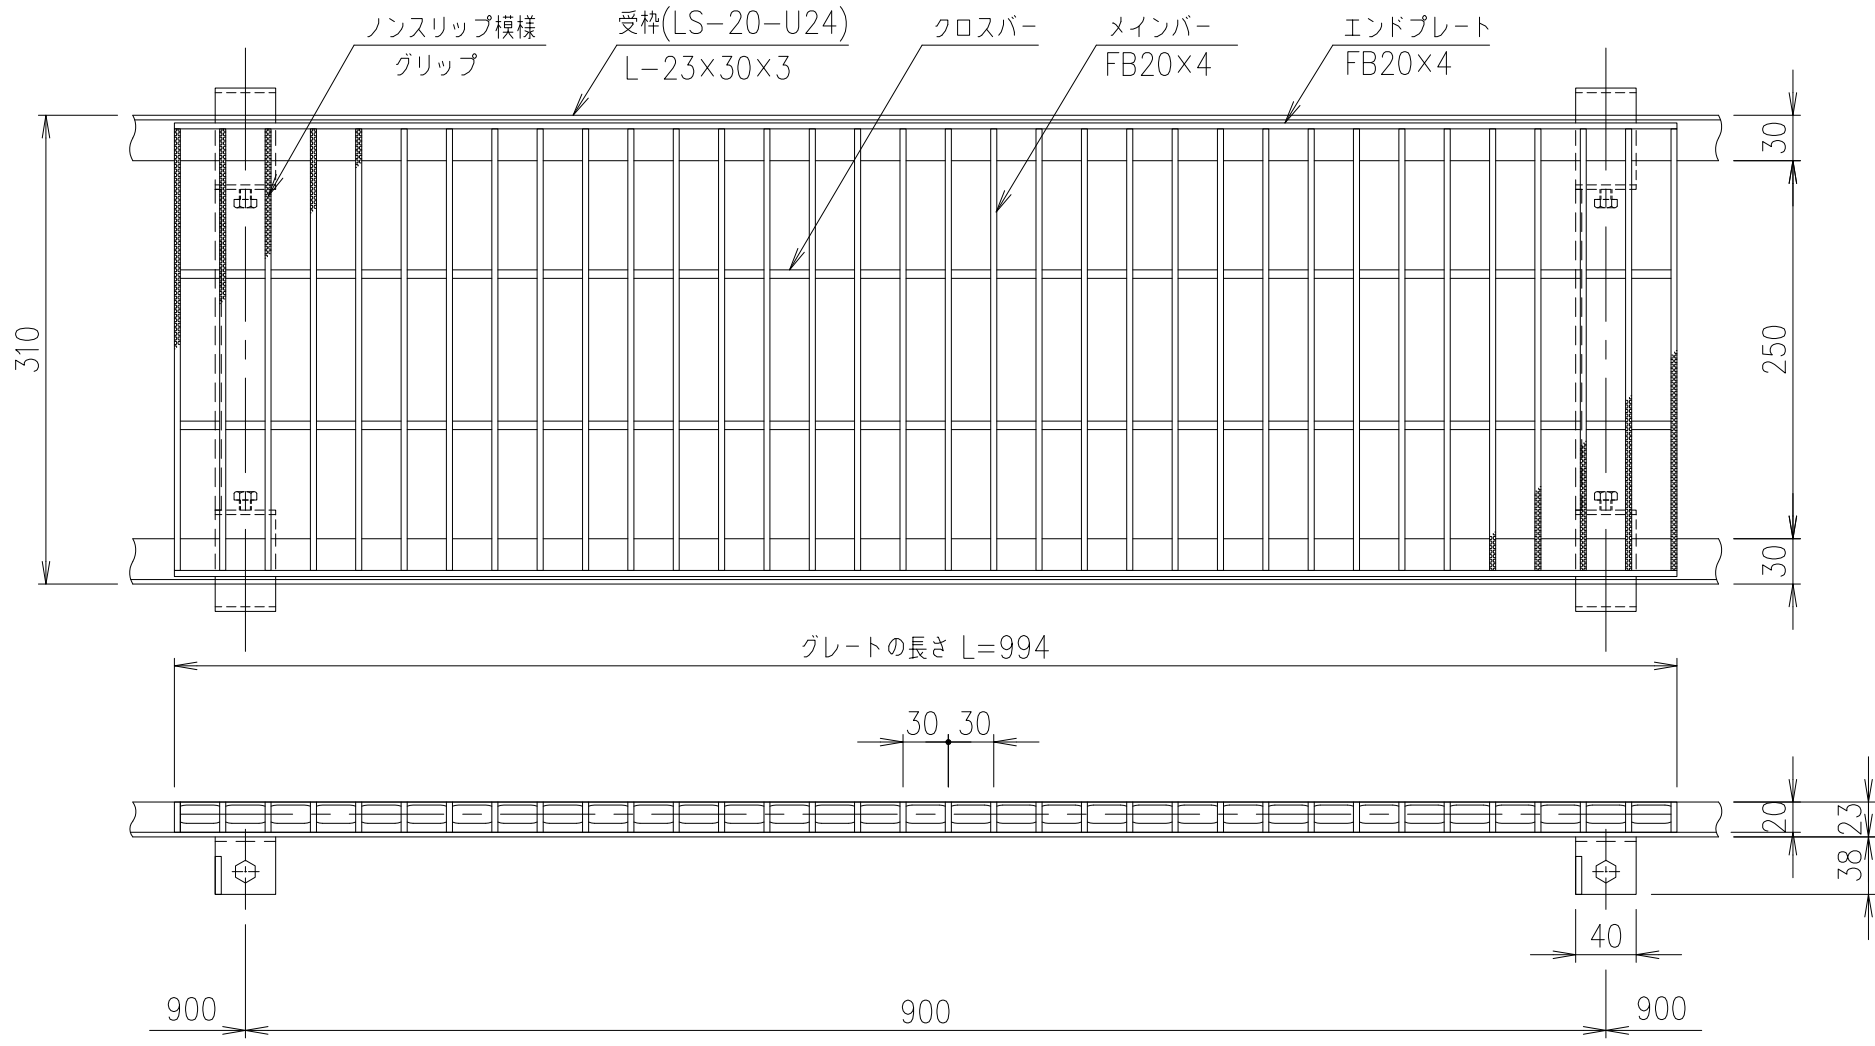 ノンスリップ模様
グリップ
受枠(LS-20-U24)
L-23×30×3
クロスバー
メインバー
FB20×4
エンドプレート
FB20×4
310
30
250
30
グレートの長さ L=994
30 30
20
23
38
40
900
900
900